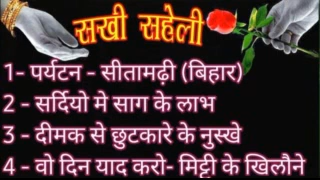 सखी सहेली
1- पर्यटन - सीतामढ़ी (बिहार)
2 - सर्दियो मे साग के लाभ
3 - दीमक से छुटकारे के नुस्खे
4 - वो दिन याद करो- मिट्टी के खिलौने